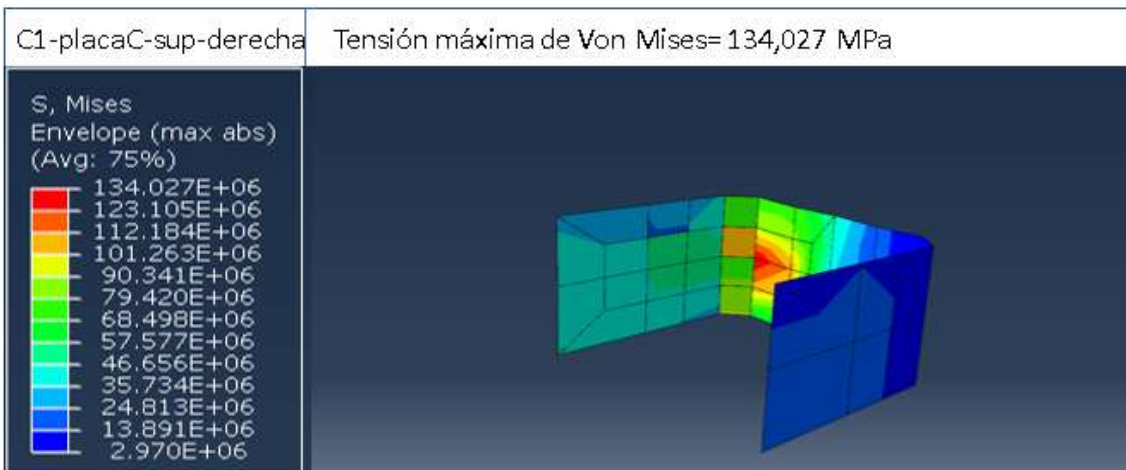 C1-placaC-sup-derecha
Tensión máxima de Von Mises= 134,027 MPa
S, Mises
Envelope (max abs)
(Avg: 75%)
134.027E+06
123.105E+06
112.184E+06
101.263E+06
90.341E+06
79.420E+06
68.498E+06
57.577E+06
46.656E+06
35.734E+06
24.813E+06
13.891E+06
2.970E+06